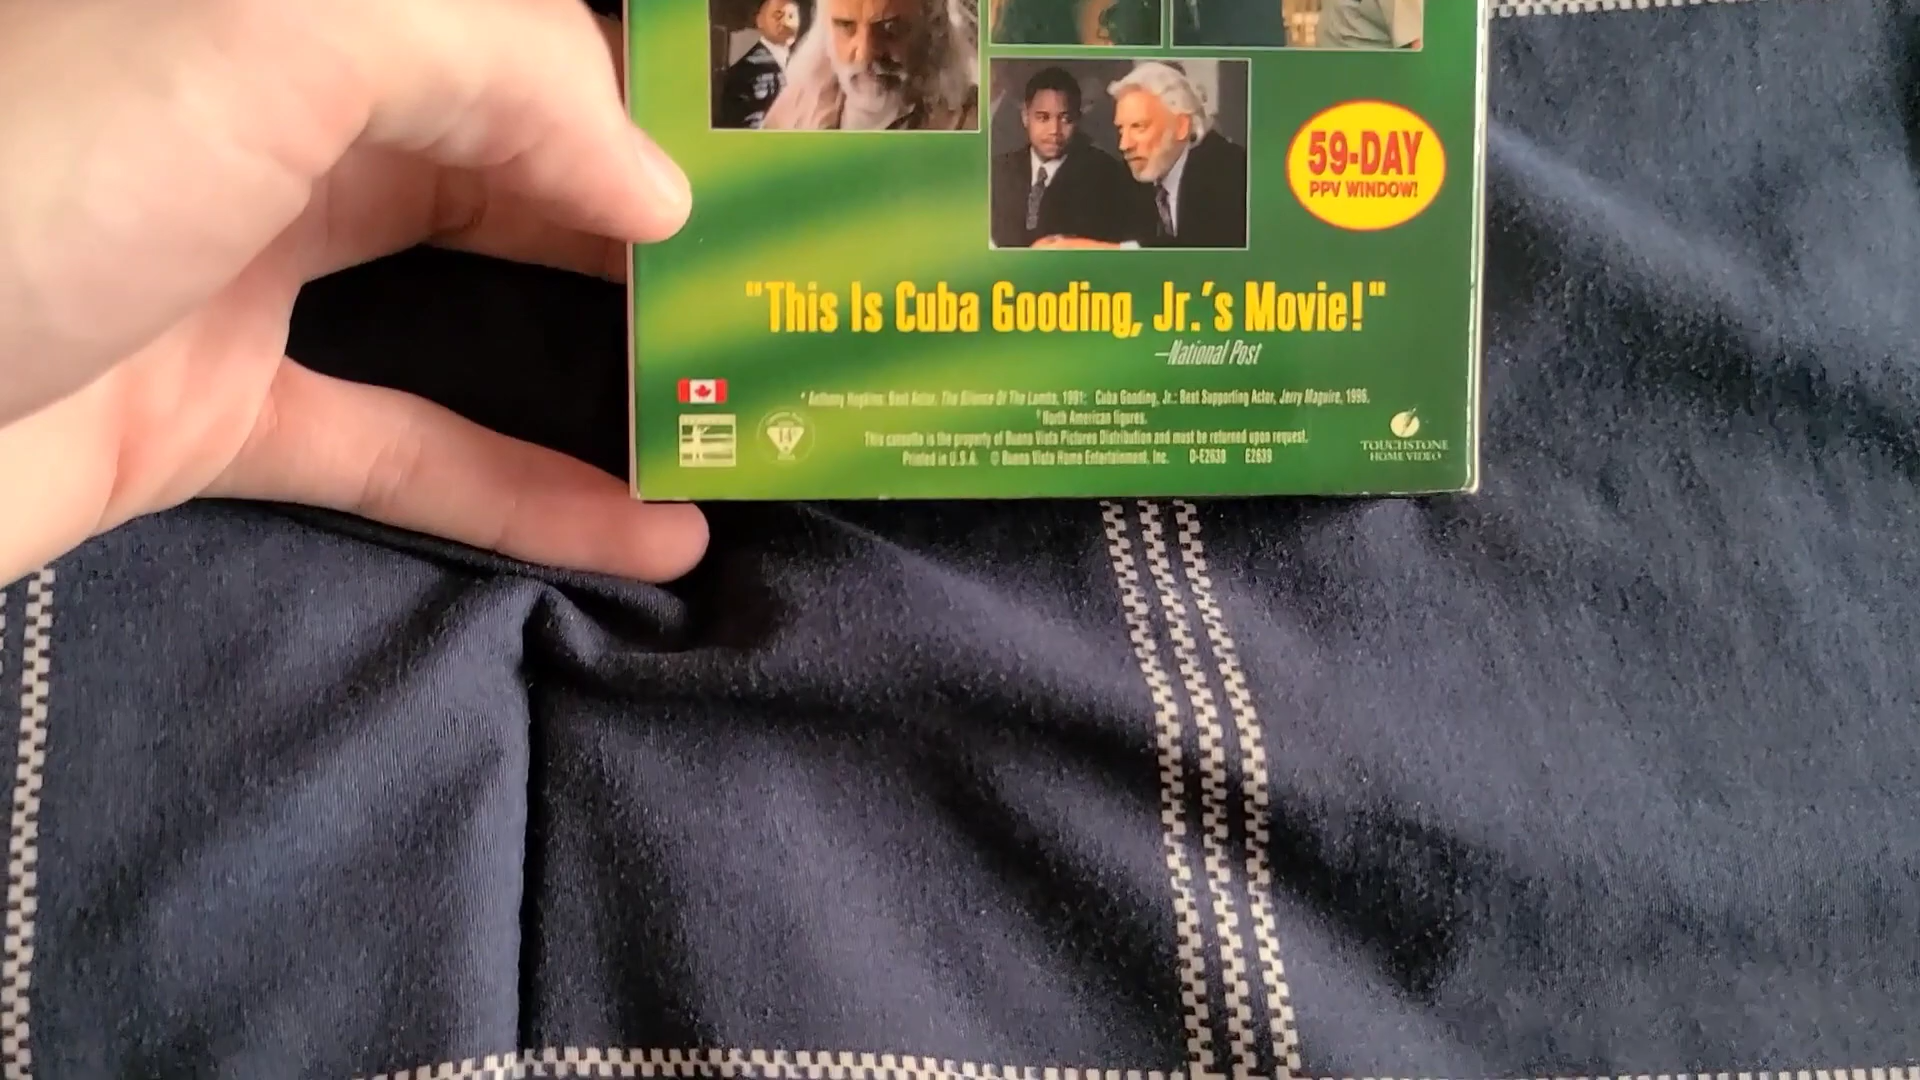 59-DAY
PPV WINDOW!
"This Is Cuba Gooding, Jr.'s Movie!"
—National Post
* Anthony Hopkins: Best Actor, The Silence Of The Lambs, 1991; Cuba Gooding, Jr.: Best Supporting Actor, Jerry Maguire, 1996.
†North American figures.
This cassette is the property of Buena Vista Pictures Distribution and must be returned upon request.
Printed in U.S.A. © Buena Vista Home Entertainment, Inc. D-E2639 E2639
14
TOUCHSTONE
HOME VIDEO